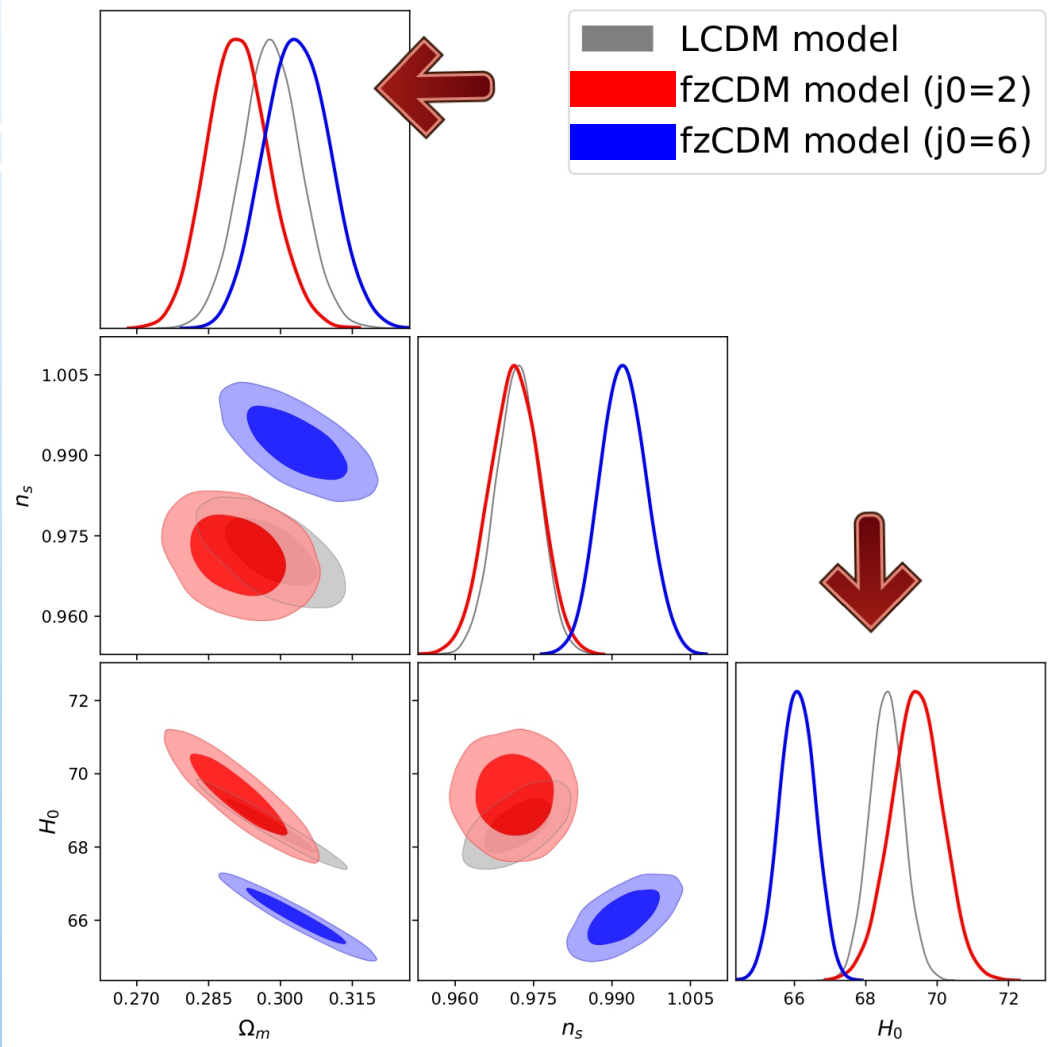 LCDM model
fzCDM model (j0=2)
fzCDM model (j0=6)
1.005
0.990
0.975
0.960
n_s
72
70
68
66
H_0
0.270 0.285 0.300 0.315
Ω_m
0.960 0.975 0.990 1.005
n_s
66 68 70 72
H_0